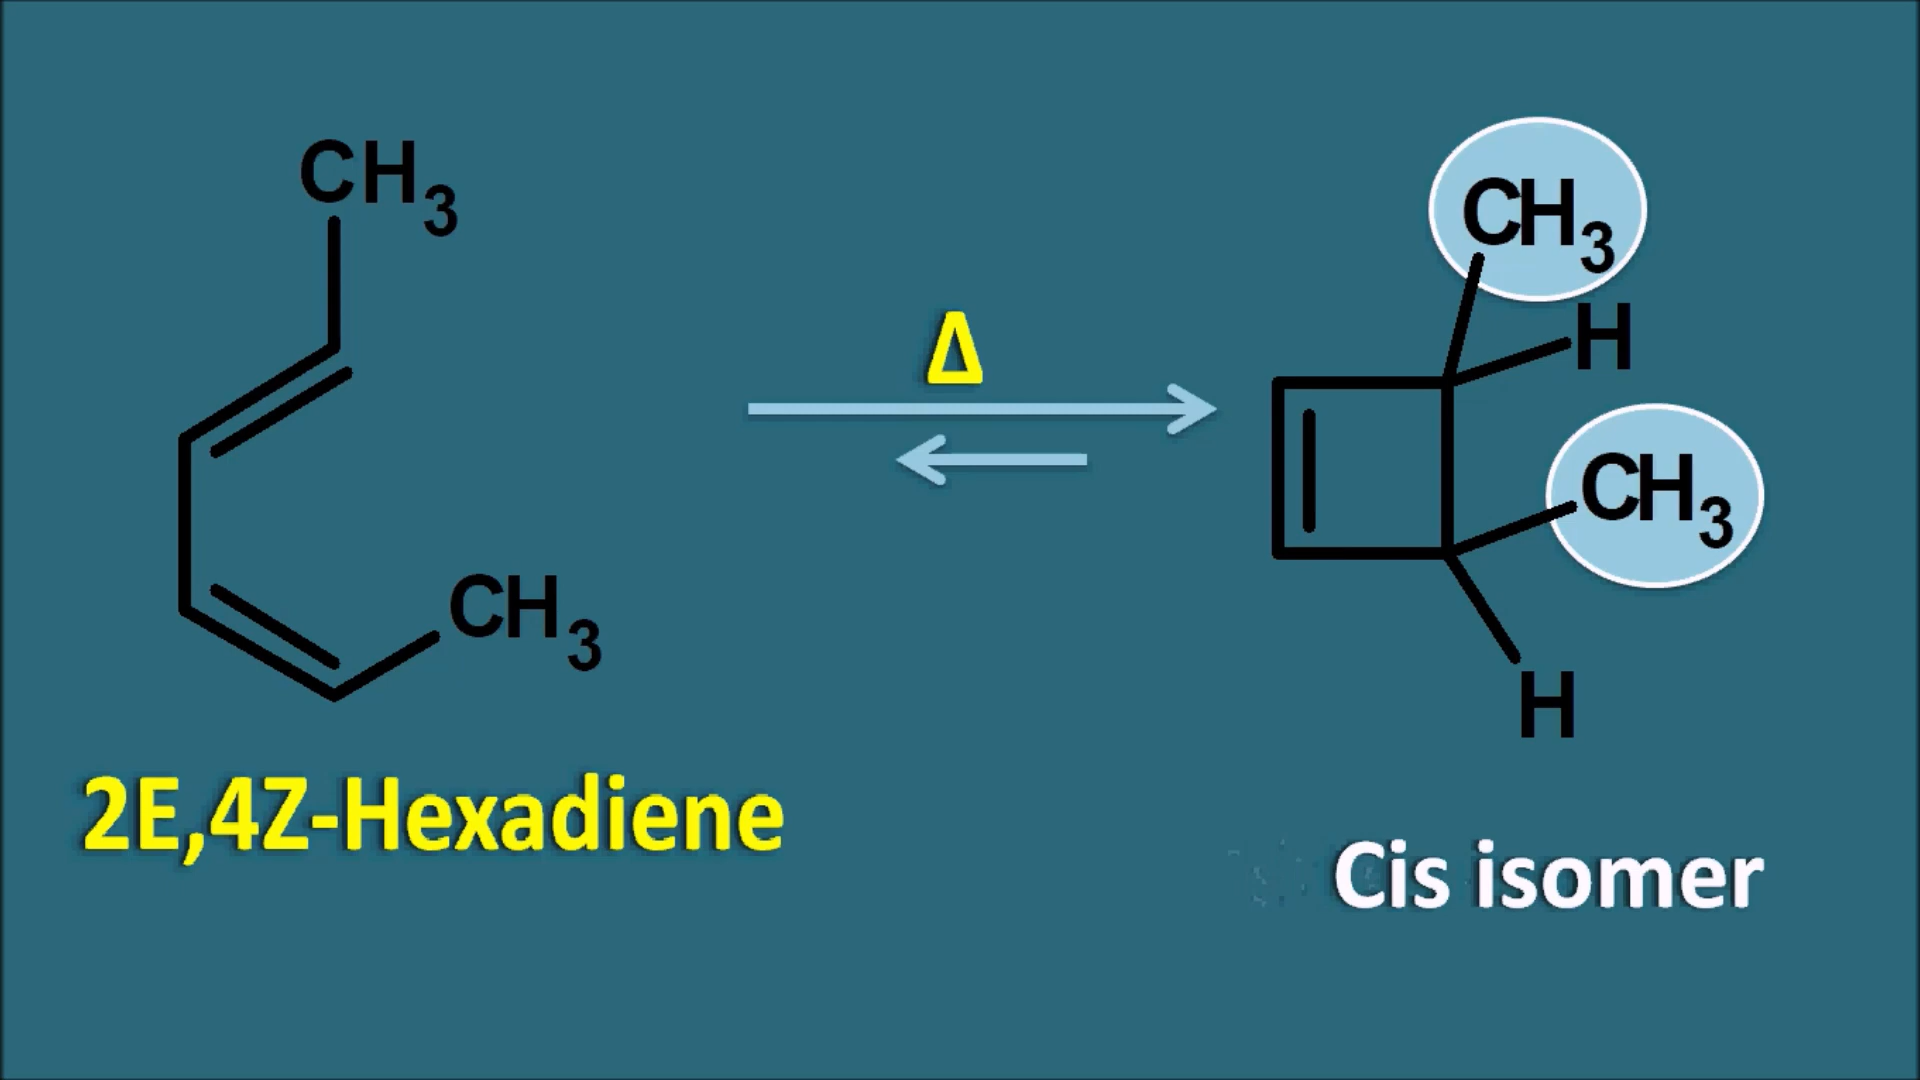 CH3
CH3
Δ
CH3
H
CH3
H
2E,4Z-Hexadiene
Cis isomer